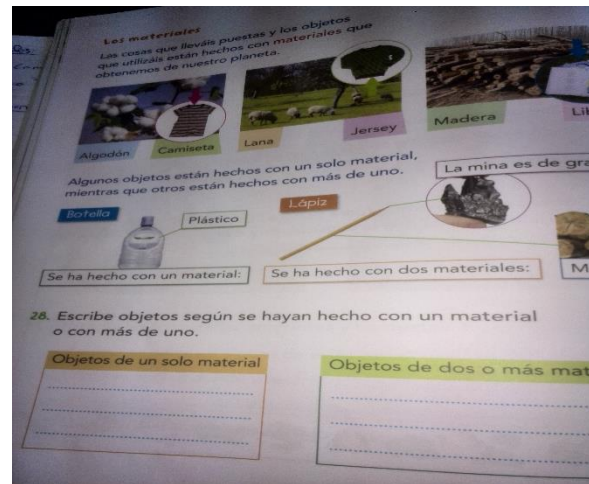 Los materiales
Las cosas que lleváis puestas y los objetos
que utilizáis están hechos con materiales que
obtenemos de nuestro planeta.
Algodón
Camiseta
Lana
Jersey
Madera
Algunos objetos están hechos con un solo material,
mientras que otros están hechos con más de uno.
La mina es de gra
Botella
Plástico
Lápiz
Se ha hecho con un material:
Se ha hecho con dos materiales:
M
28. Escribe objetos según se hayan hecho con un material
o con más de uno.
Objetos de un solo material
Objetos de dos o más mat